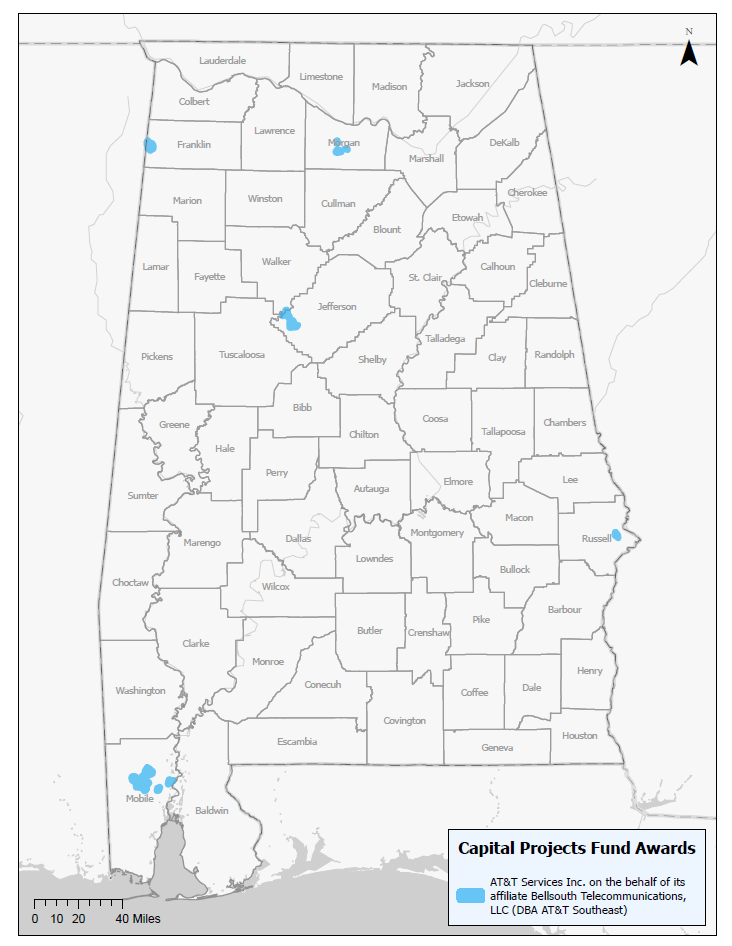 N
Lauderdale
Limestone
Madison
Jackson
Colbert
Lawrence
Franklin
Morgan
DeKalb
Marshall
Cherokee
Marion
Winston
Cullman
Etowah
Blount
Lamar
Walker
Calhoun
Fayette
St. Clair
Cleburne
Jefferson
Talladega
Pickens
Tuscaloosa
Shelby
Clay
Randolph
Bibb
Coosa
Chambers
Greene
Chilton
Tallapoosa
Hale
Perry
Lee
Elmore
Autauga
Sumter
Macon
Montgomery
Dallas
Russell
Marengo
Lowndes
Bullock
Choctaw
Wilcox
Barbour
Pike
Butler
Crenshaw
Clarke
Monroe
Henry
Conecuh
Washington
Coffee
Dale
Covington
Houston
Escambia
Geneva
Mobile
Baldwin
Capital Projects Fund Awards
AT&T Services Inc. on the behalf of its
affiliate Bellsouth Telecommunications,
LLC (DBA AT&T Southeast)
0 10 20 40 Miles